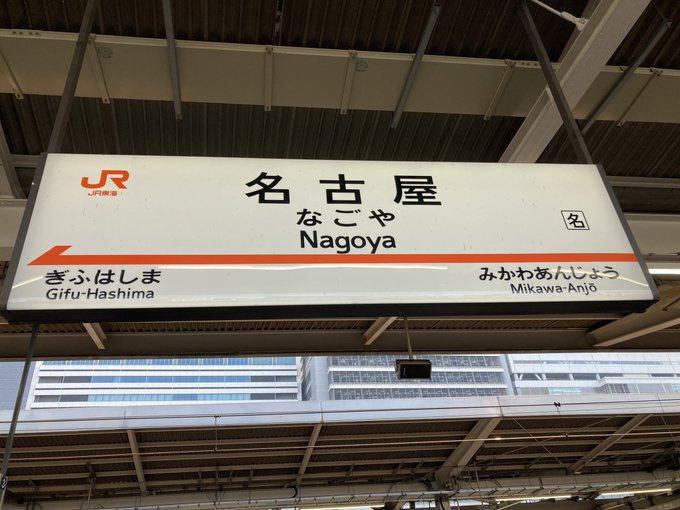 JR
JR東海
名古屋
なごや
Nagoya
名
ぎふはしま
Gifu-Hashima
みかわあんじょう
Mikawa-Anjō